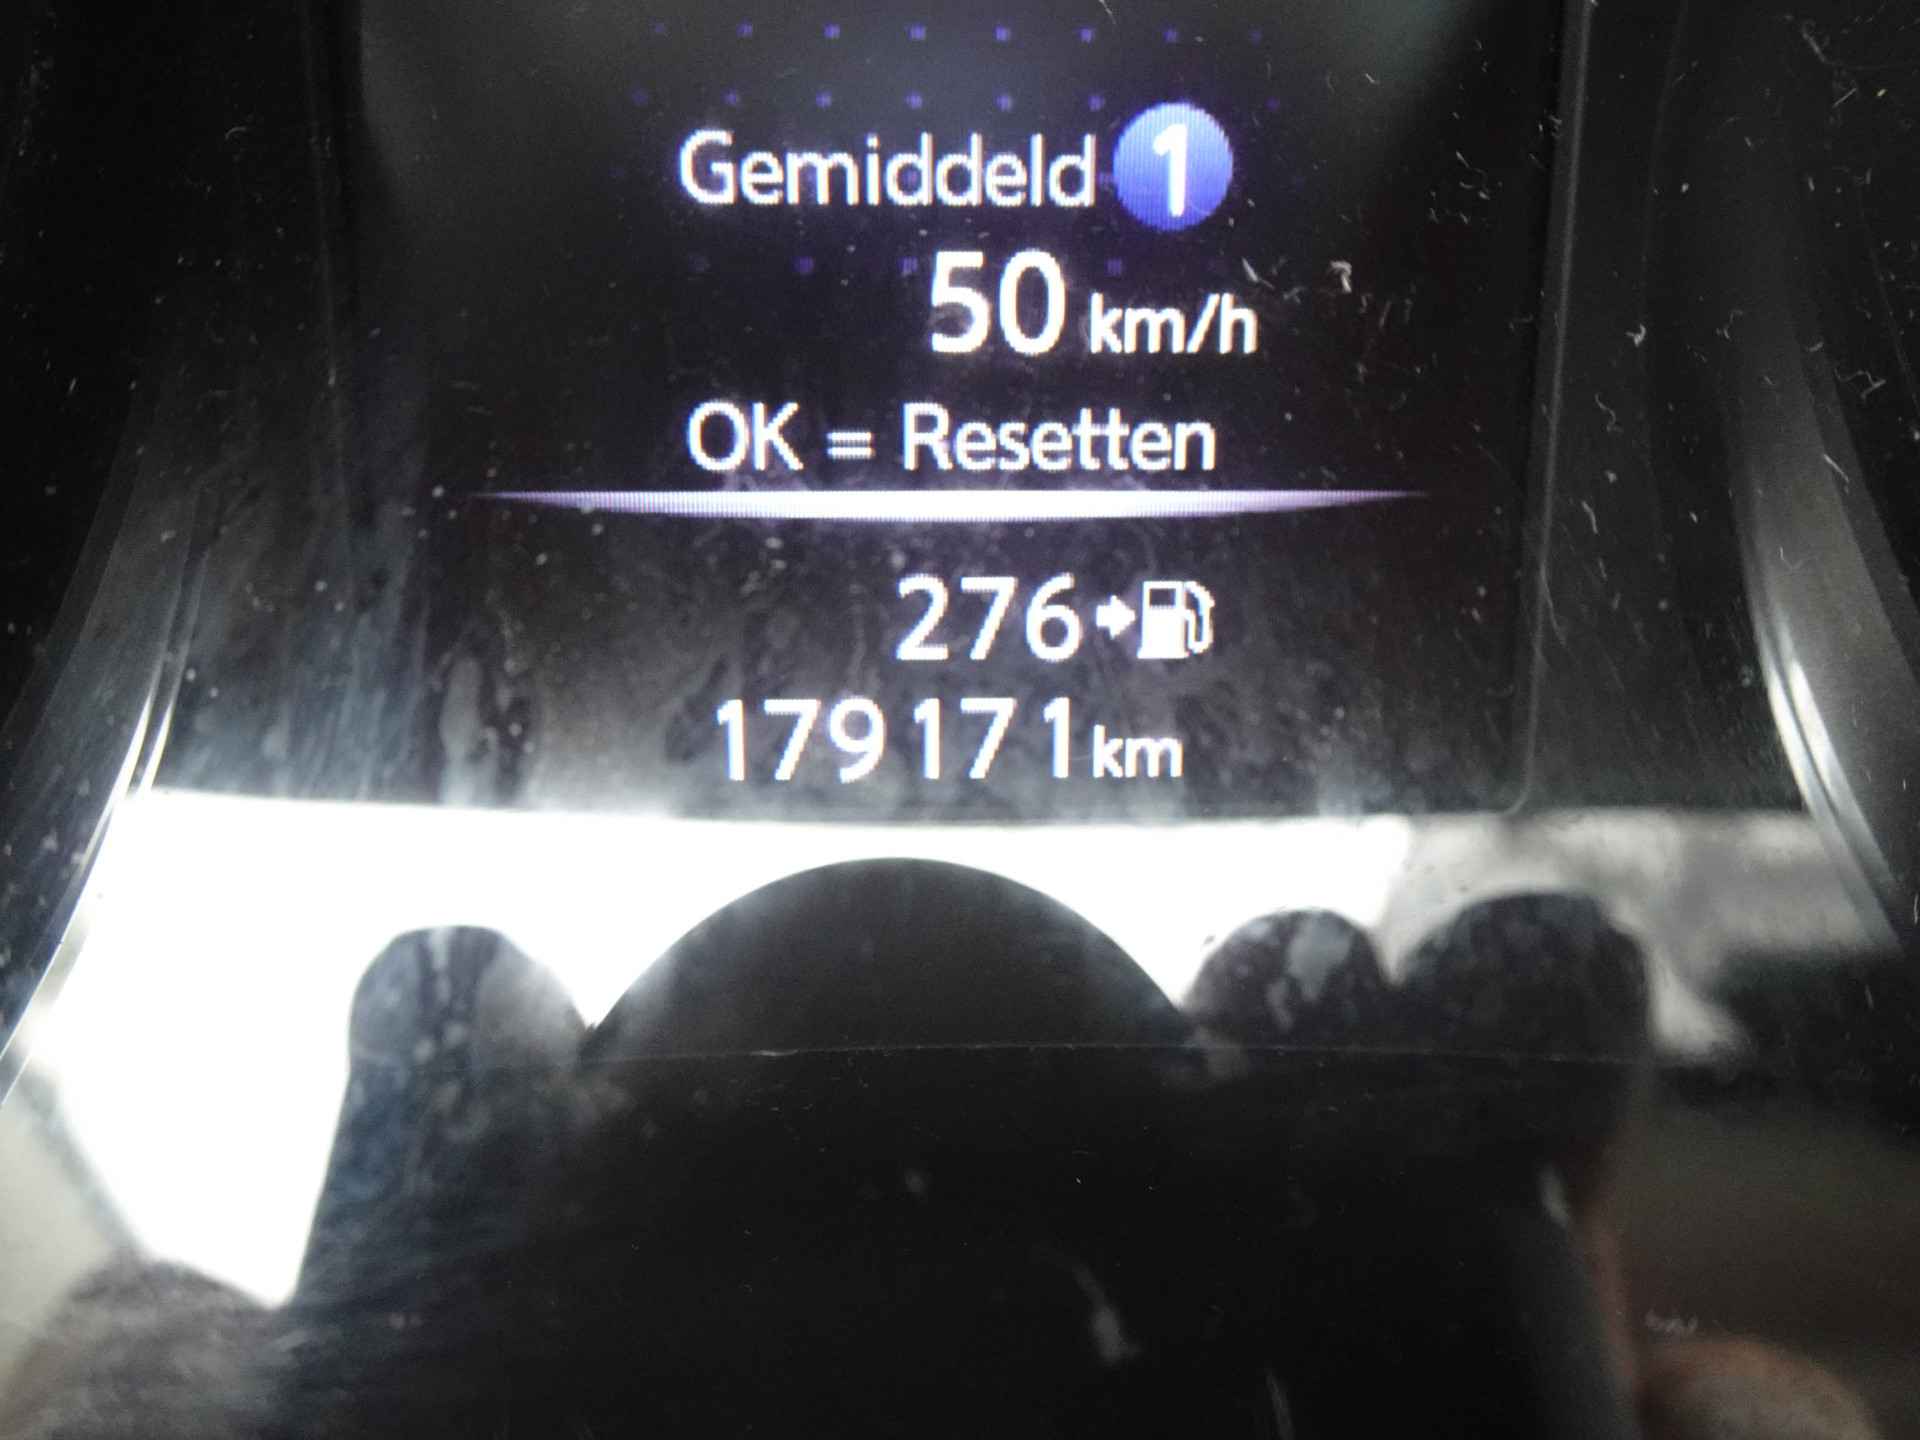 Gemiddeld 1
50 km/h
OK = Resetten
276
179171 km